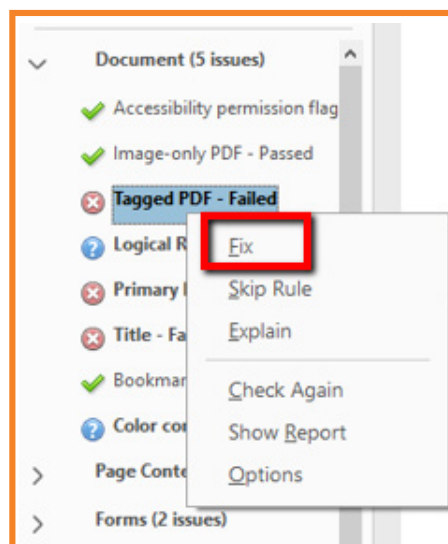 Document (5 issues)
Accessibility permission flag
Image-only PDF - Passed
Tagged PDF - Failed
Logical R
Fix
Primary
Skip Rule
Title - Fa
Explain
Bookmar
Check Again
Color co
Show Report
Page Conte
Options
Forms (2 issues)